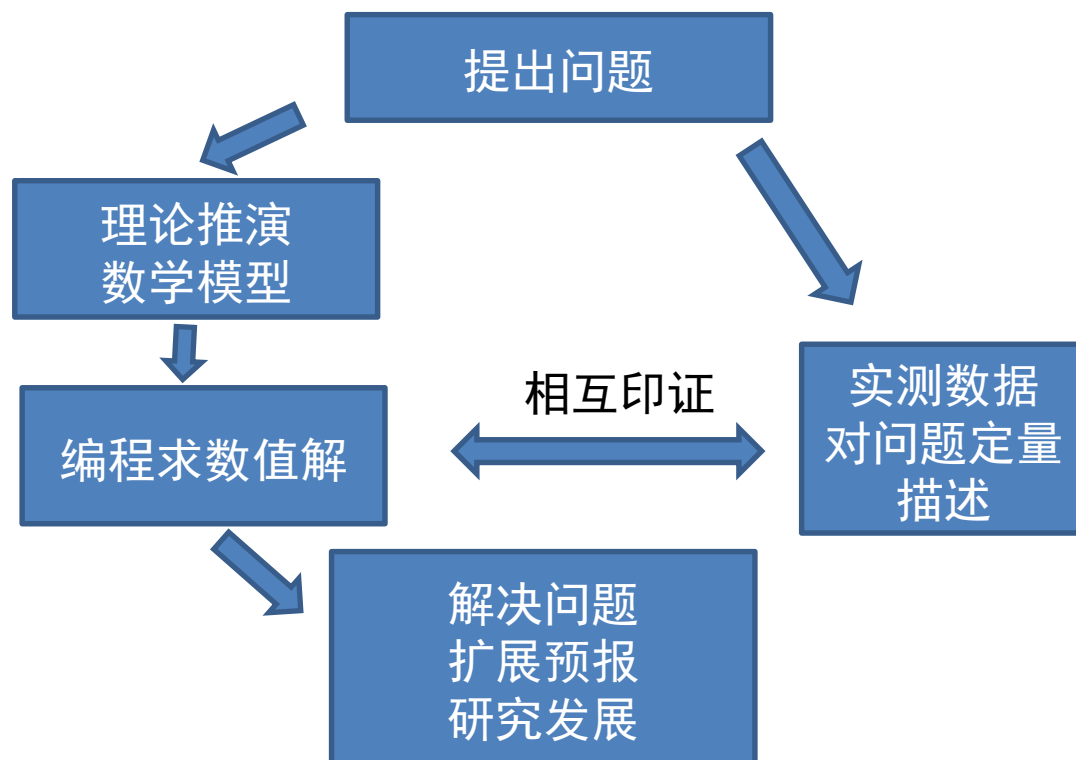 提出问题
理论推演
数学模型
相互印证
实测数据
对问题定量
描述
编程求数值解
解决问题
扩展预报
研究发展